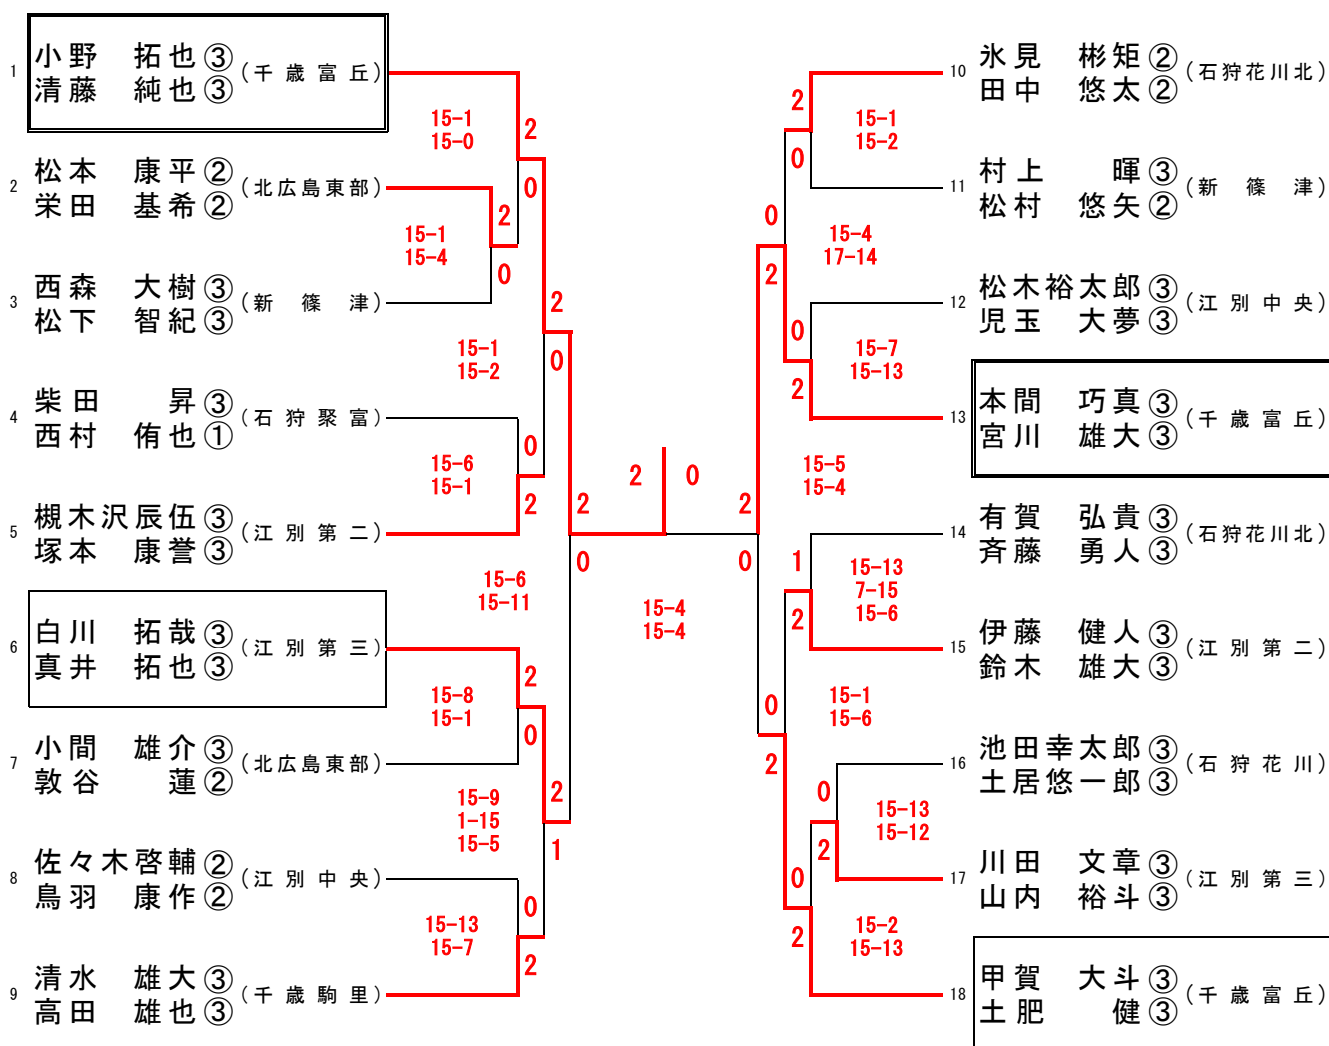 1 小野 拓也③ (千歳富丘)
清藤 純也③
15-1
15-0
2
0
2 松本 康平② (北広島東部)
栄田 基希②
15-1
15-4
2
0
3 西森 大樹③ (新篠津)
松下 智紀③
2
0
15-1
15-2
4 柴田 昇③ (石狩聚富)
西村 侑也①
15-6
15-1
0
2
5 槻木沢辰伍③ (江別第二)
塚本 康誉③
2
0
15-6
15-11
6 白川 拓哉③ (江別第三)
真井 拓也③
15-8
15-1
2
0
7 小間 雄介③ (北広島東部)
敦谷 蓮②
15-9
1-15
15-5
2
1
8 佐々木啓輔② (江別中央)
鳥羽 康作②
15-13
15-7
0
2
9 清水 雄大③ (千歳駒里)
高田 雄也③
2 0
15-4
15-4
10 氷見 彬矩② (石狩花川北)
田中 悠太②
2
0
15-1
15-2
11 村上 暉③ (新篠津)
松村 悠矢②
0
2
15-4
17-14
12 松木裕太郎③ (江別中央)
児玉 大夢③
0
2
15-7
15-13
13 本間 巧真③ (千歳富丘)
宮川 雄大③
2
0
15-5
15-4
14 有賀 弘貴③ (石狩花川北)
斉藤 勇人③
1
2
15-13
7-15
15-6
15 伊藤 健人③ (江別第二)
鈴木 雄大③
0
2
15-1
15-6
16 池田幸太郎③ (石狩花川)
土居悠一郎③
0
2
15-13
15-12
17 川田 文章③ (江別第三)
山内 裕斗③
0
2
15-2
15-13
18 甲賀 大斗③ (千歳富丘)
土肥 健③